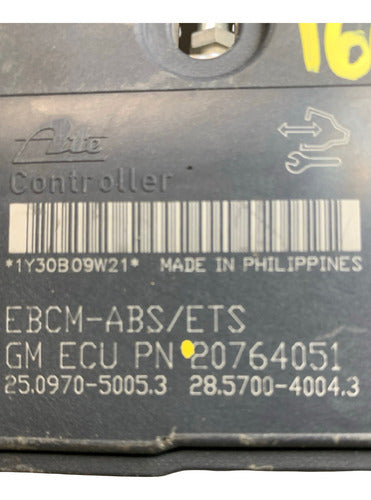 16
Ate
Controller
*1Y30B09W21* MADE IN PHILIPPINES
EBCM-ABS/ETS
GM ECU PN 20764051
25.0970-5005.3 28.5700-4004.3